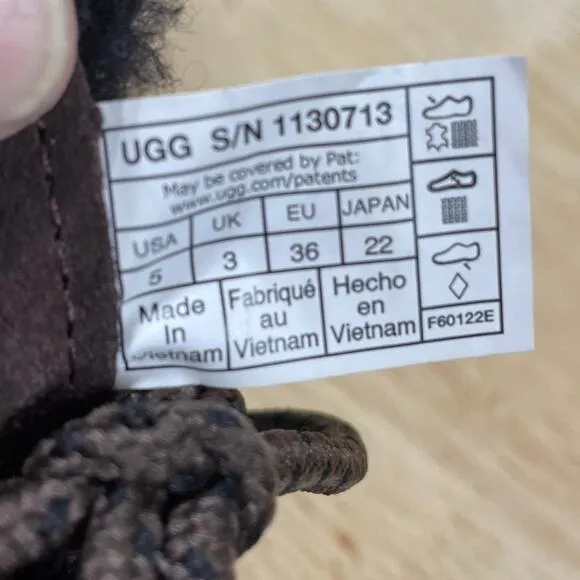 UGG S/N 1130713
May be covered by Pat:
www.ugg.com/patents
USA UK EU JAPAN
5 3 36 22
Made In Vietnam
Fabriqué au Vietnam
Hecho en Vietnam
F60122E